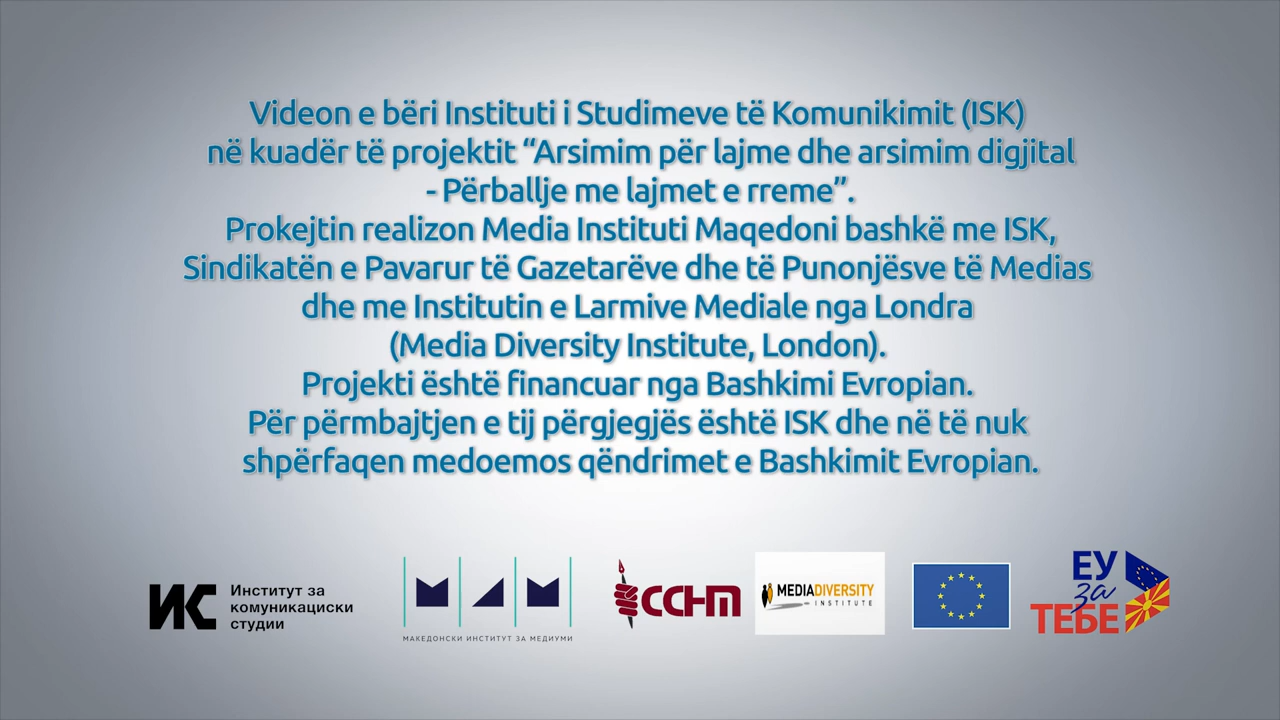 Videon e bëri Instituti i Studimeve të Komunikimit (ISK)
në kuadër të projektit “Arsimim për lajme dhe arsimim digjital
- Përballje me lajmet e rreme”.
Prokejtin realizon Media Instituti Maqedoni bashkë me ISK,
Sindikatën e Pavarur të Gazetarëve dhe të Punonjësve të Medias
dhe me Institutin e Larmive Mediale nga Londra
(Media Diversity Institute, London).
Projekti është financuar nga Bashkimi Evropian.
Për përmbajtjen e tij përgjegjës është ISK dhe në të nuk
shpërfaqen medoemos qëndrimet e Bashkimit Evropian.
ИС
Институт за
комуникациски
студии
МАКЕДОНСКИ ИНСТИТУТ ЗА МЕДИУМИ
ССНМ
MEDIADIVERSITY
INSTITUTE
ЕУ
за
ТЕБЕ